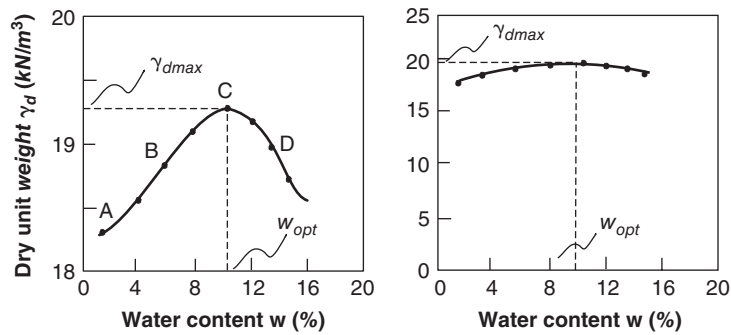 Dry unit weight γd (kN/m³)
20
19
18
γdmax
A
B
C
D
wopt
0 4 8 12 16 20
Water content w (%)
25
20
15
10
5
0
γdmax
wopt
0 4 8 12 16 20
Water content w (%)